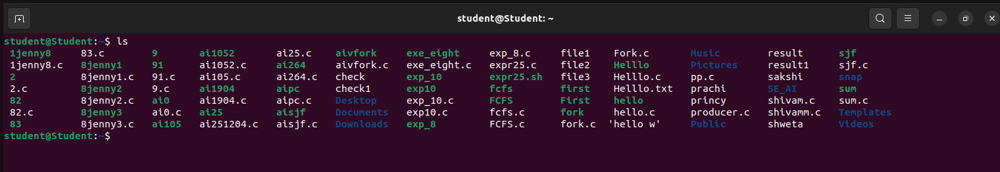 student@Student: ~
student@Student:~$ ls
1jenny8 83.c 9 ai1052 ai25.c aivfork exe_eight exp_8.c file1 Fork.c Music result sjf
1jenny8.c 8jenny1 91 ai1052.c ai264 aivfork.c exe_eight.c expr25.c file2 Helllo Pictures result1 sjf.c
2 8jenny1.c 91.c ai105.c ai264.c check exp_10 expr25.sh file3 Helllo.c pp.c sakshi snap
2.c 8jenny2 9.c ai1904 aipc check1 exp10 fcfs first Helllo.txt prachi SE_AI sum
82 8jenny2.c ai0 ai1904.c aipc.c Desktop exp_10.c FCFS First hello princy shivam.c sum.c
82.c 8jenny3 ai0.c ai25 aisjf Documents exp10.c fcfs.c fork hello.c producer.c shivamm.c Templates
83 8jenny3.c ai105 ai251204.c aisjf.c Downloads exp_8 FCFS.c fork.c 'hello w' Public shweta Videos
student@Student:~$